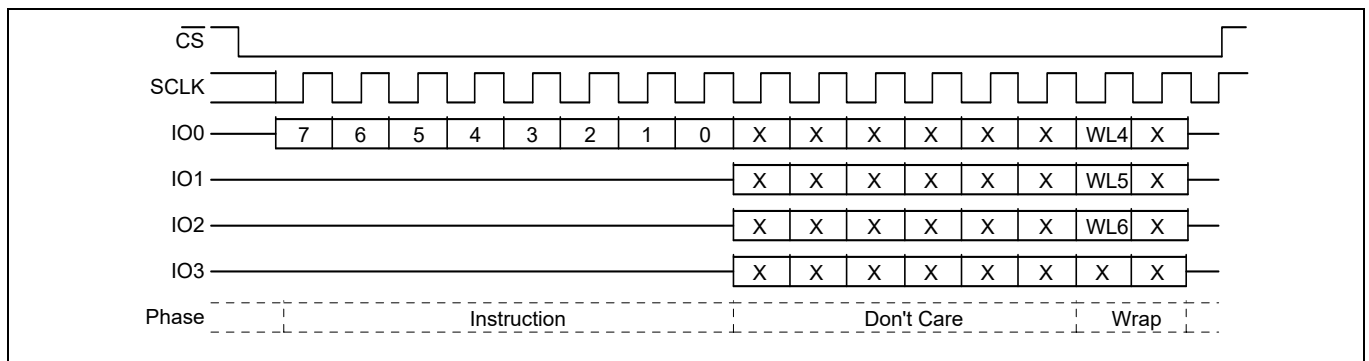 CS
SCLK
IO0 7 6 5 4 3 2 1 0 X X X X X X WL4 X
IO1 X X X X X X WL5 X
IO2 X X X X X X WL6 X
IO3 X X X X X X X X
Phase Instruction Don't Care Wrap